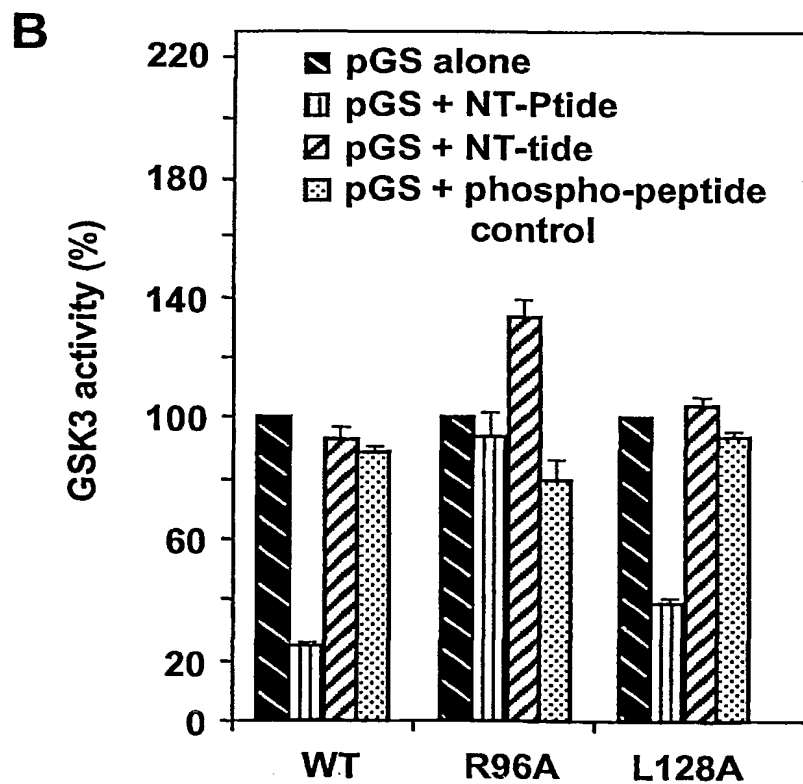 B
220
180
140
100
60
20
0
GSK3 activity (%)
pGS alone
pGS + NT-Ptide
pGS + NT-tide
pGS + phospho-peptide
control
WT R96A L128A